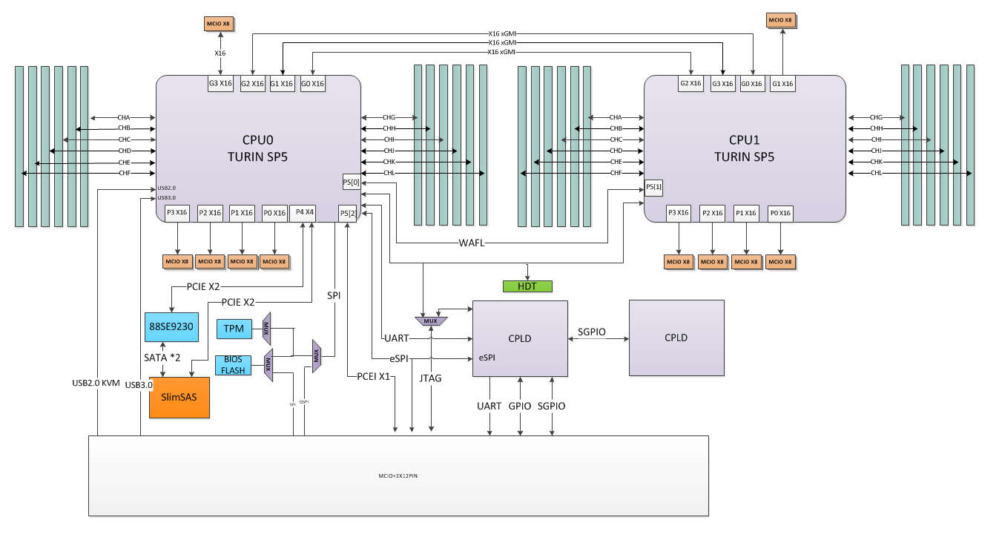 MCIO X8
MCIO X8
X16 xGMI
X16 xGMI
X16 xGMI
X16
G3 X16
G2 X16
G1 X16
G0 X16
G2 X16
G3 X16
G0 X16
G1 X16
CHA
CHB
CHC
CHD
CHE
CHF
CPU0
TURIN SP5
CHG
CHH
CHI
CHJ
CHK
CHL
CHA
CHB
CHC
CHD
CHE
CHF
CPU1
TURIN SP5
CHG
CHH
CHI
CHJ
CHK
CHL
USB2.0
USB3.0
P5[0]
P5[1]
P3 X16
P2 X16
P1 X16
P0 X16
P4 X4
P5[2]
P3 X16
P2 X16
P1 X16
P0 X16
WAFL
MCIO X8
MCIO X8
MCIO X8
MCIO X8
MCIO X8
MCIO X8
MCIO X8
MCIO X8
PCIE X2
PCIE X2
SPI
HDT
88SE9230
TPM
MUX
MUX
MUX
MUX
UART
CPLD
SGPIO
CPLD
SATA *2
BIOS
FLASH
eSPI
eSPI
USB2.0 KVM
USB3.0
SlimSAS
PCEI X1
JTAG
SPI
QSPI
UART
GPIO
SGPIO
MCIO+2X12PIN